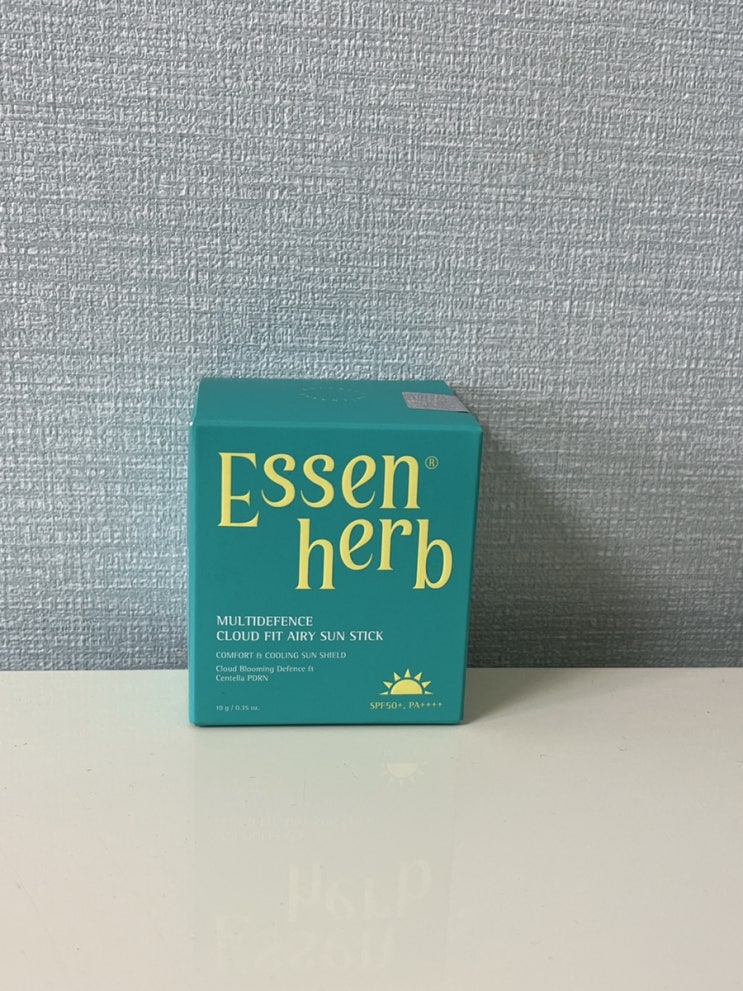 Essen®
herb
MULTIDEFENCE
CLOUD FIT AIRY SUN STICK
COMFORT & COOLING SUN SHIELD
Cloud Blooming Defence &
Centella PDRN
10 g / 0.35 oz.
SPF50+, PA++++